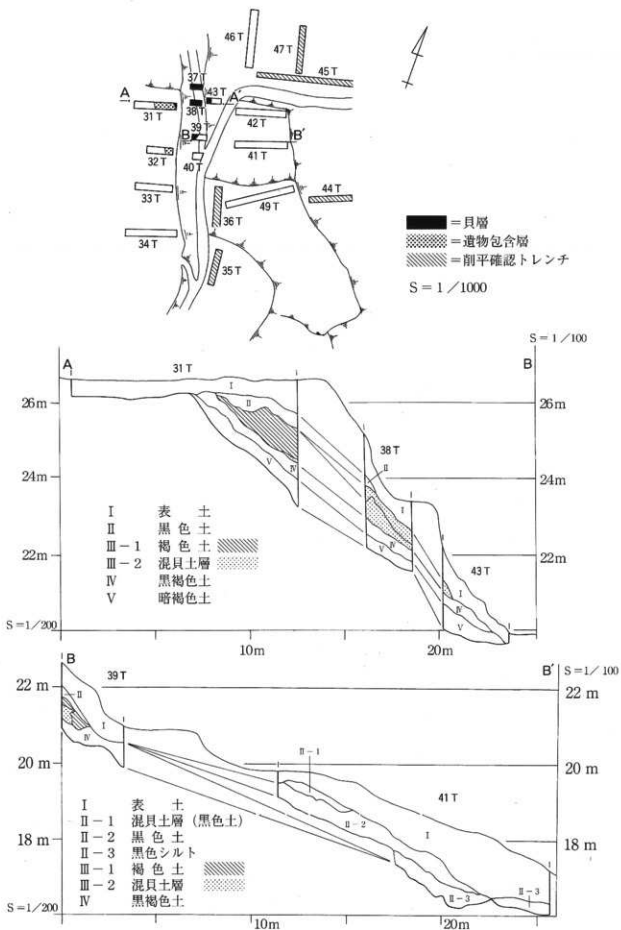 46T
47T
45T
37T
43T
A
A′
31T
38T
42T
39
B
B′
32T
40T
41T
33T
36T
49T
44T
34T
35T
=貝層
=遺物包含層
=削平確認トレンチ
S=1/1000
S=1/100
A
31T
B
I
II
26m
26m
38T
II
V
IV
24m
24m
I
I 表土
II 黒色土
III-1 褐色土
III-2 混貝土層
IV 黒褐色土
V 暗褐色土
IV
V
22m
22m
43T
I
IV
V
S=1/200
10m
20m
B
39T
B′
S=1/100
22m
22m
II
I
IV
II-1
20m
20m
41T
II-2
I
18m
18m
I 表土
II-1 混貝土層(黒色土)
II-2 黒色土
II-3 黒色シルト
III-1 褐色土
III-2 混貝土層
IV 黒褐色土
II-3
II-3
S=1/200
10m
20m